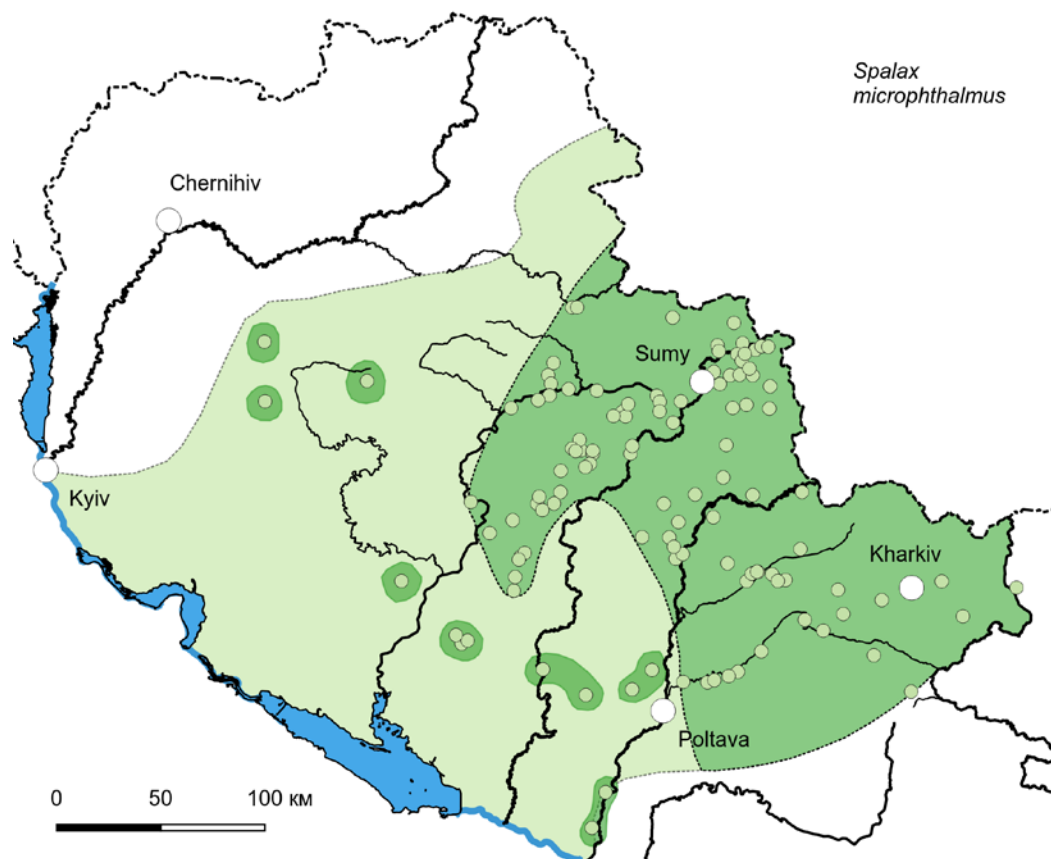 Spalax
microphthalmus
Chernihiv
Sumy
Kyiv
Kharkiv
Poltava
0 50 100 км